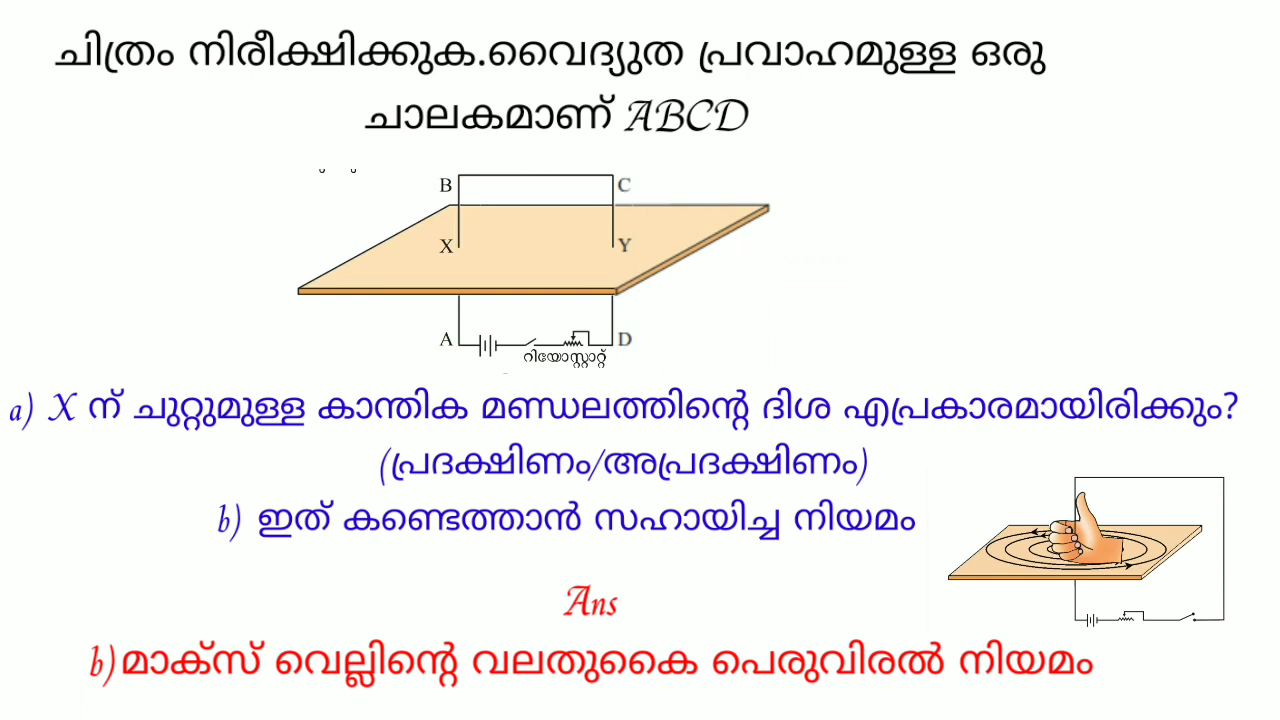 ചിത്രം നിരീക്ഷിക്കുക.വൈദ്യുത പ്രവാഹമുള്ള ഒരു
ചാലകമാണ് ABCD
B C
X Y
A D
റിയോസ്റ്റാറ്റ്
a) X ന് ചുറ്റുമുള്ള കാന്തിക മണ്ഡലത്തിന്റെ ദിശ എപ്രകാരമായിരിക്കും?
(പ്രദക്ഷിണം/അപ്രദക്ഷിണം)
b) ഇത് കണ്ടെത്താൻ സഹായിച്ച നിയമം
Ans
b)മാക്സ് വെല്ലിന്റെ വലതുകൈ പെരുവിരൽ നിയമം